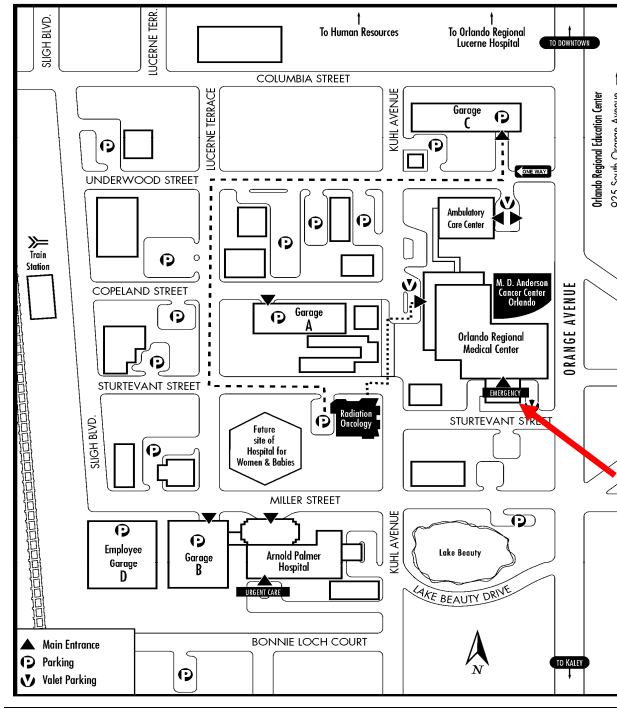 SLIGH BLVD.
LUCERNE TERR.
To Human Resources
To Orlando Regional
Lucerne Hospital
TO DOWNTOWN
COLUMBIA STREET
LUCERNE TERRACE
KUHL AVENUE
Garage
C
P
P
P
ONE WAY
Orlando Regional Education Center
925 South Orange Avenue
UNDERWOOD STREET
P
P
P
P
V
Ambulatory
Care Center
Train
Station
P
COPELAND STREET
V
M. D. Anderson
Cancer Center
Orlando
P
Garage
A
P
Orlando Regional
Medical Center
ORANGE AVENUE
P
STURTEVANT STREET
EMERGENCY
V
P
Radiation
Oncology
STURTEVANT STREET
SLIGH BLVD.
P
Future
site of
Hospital for
Women & Babies
MILLER STREET
KUHL AVENUE
P
Employee
Garage
D
P
Garage
B
Arnold Palmer
Hospital
URGENT CARE
P
Lake Beauty
LAKE BEAUTY DRIVE
BONNIE LOCH COURT
Main Entrance
P Parking
V Valet Parking
P
N
TO KALEY